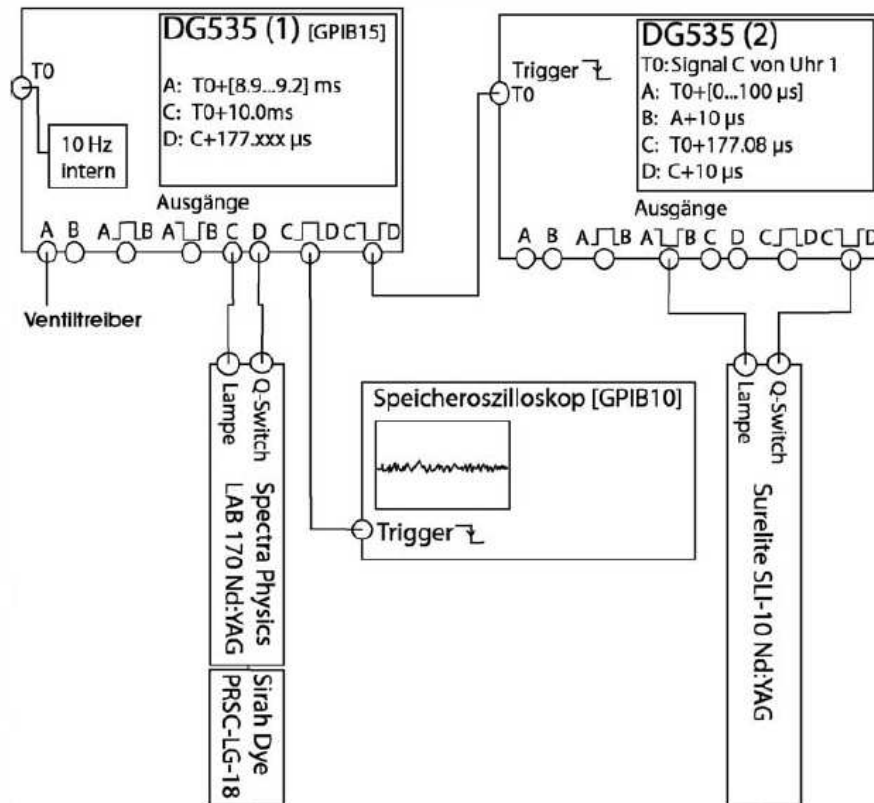 DG535 (1) [GPIB15]
T0
A: T0+[8.9...9.2] ms
C: T0+10.0ms
D: C+177.xxx µs
10 Hz
intern
Ausgänge
A B A B A B C D C D C D
Ventiltreiber
DG535 (2)
Trigger
T0
T0:Signal C von Uhr 1
A: T0+[0...100 µs]
B: A+10 µs
C: T0+177.08 µs
D: C+10 µs
Ausgänge
A B A B A B C D C D C D
Lampe
Q-Switch
Spectra Physics
LAB 170 Nd:YAG
Sirah Dye
PRSC-LG-18
Speicheroszilloskop [GPIB10]
Trigger
Lampe
Q-Switch
Surelite SLI-10 Nd:YAG